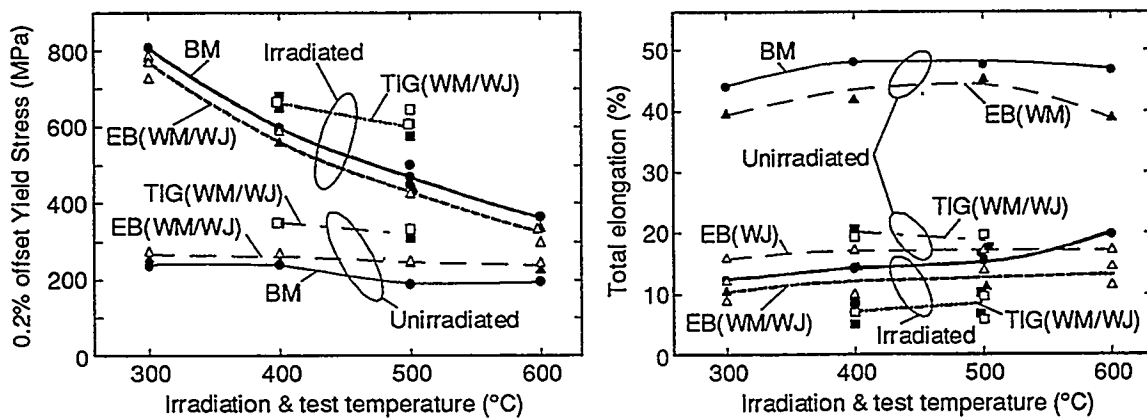 0.2% offset Yield Stress (MPa)
800
600
400
200
0
BM
Irradiated
TIG(WM/WJ)
EB(WM/WJ)
TIG(WM/WJ)
EB(WM/WJ)
BM
Unirradiated
300 400 500 600
Irradiation & test temperature (°C)
Total elongation (%)
50
40
30
20
10
0
BM
EB(WM)
Unirradiated
TIG(WM/WJ)
EB(WJ)
EB(WM/WJ)
Irradiated
TIG(WM/WJ)
300 400 500 600
Irradiation & test temperature (°C)